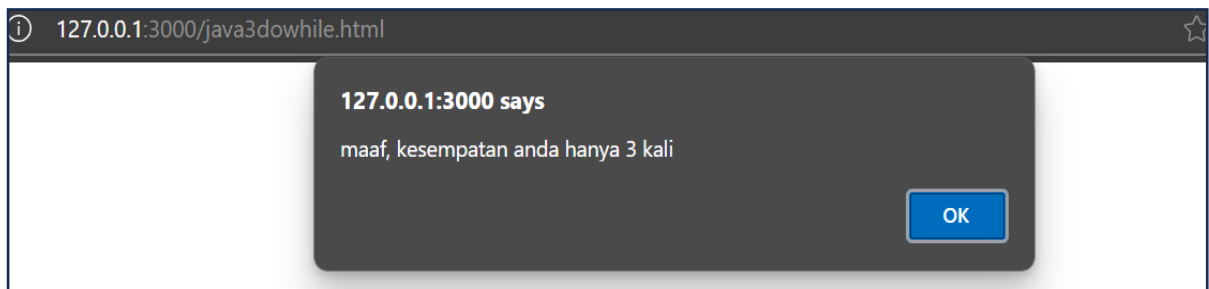 127.0.0.1:3000/java3dowhile.html
127.0.0.1:3000 says
maaf, kesempatan anda hanya 3 kali
OK